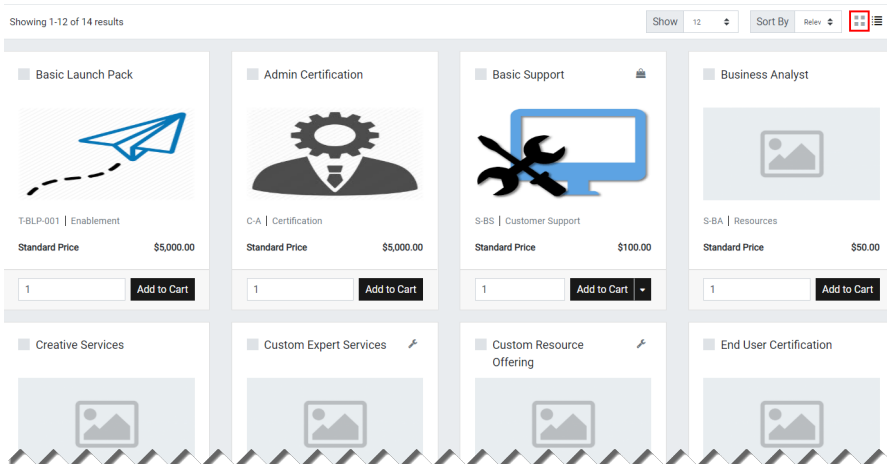 Showing 1-12 of 14 results
Show 12 Sort By Relev
Basic Launch Pack
Admin Certification
Basic Support
Business Analyst
T-BLP-001 | Enablement
C-A | Certification
S-BS | Customer Support
S-BA | Resources
Standard Price $5,000.00
Standard Price $5,000.00
Standard Price $100.00
Standard Price $50.00
1 Add to Cart
1 Add to Cart
1 Add to Cart
1 Add to Cart
Creative Services
Custom Expert Services
Custom Resource
Offering
End User Certification